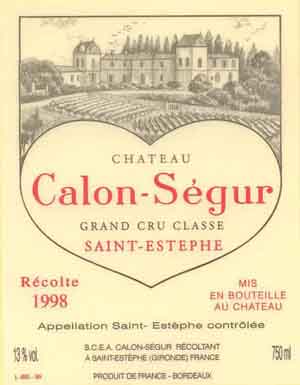 CHATEAU
Calon-Ségur
GRAND CRU CLASSE
SAINT-ESTEPHE
Récolte
1998
MIS
EN BOUTEILLE
AU CHATEAU
Appellation Saint-Estèphe contrôlée
13 % vol.
S.C.E.A. CALON-SÉGUR RÉCOLTANT
A SAINT-ESTÈPHE (GIRONDE) FRANCE
750 ml
PRODUIT DE FRANCE - BORDEAUX